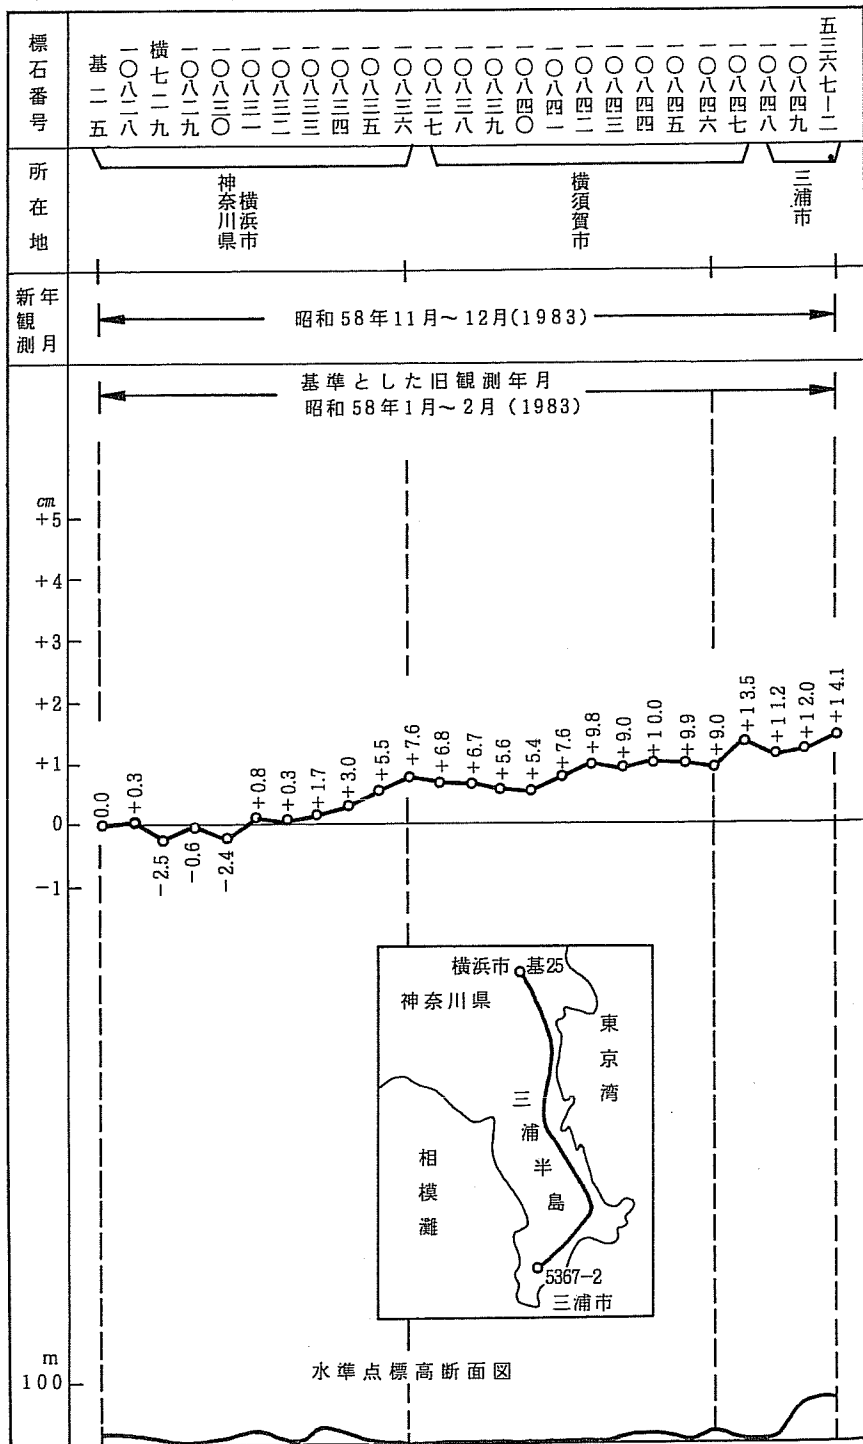 標石番号
基二五
一〇八二八
横七二九
一〇八二九
一〇八三〇
一〇八三一
一〇八三二
一〇八三三
一〇八三四
一〇八三五
一〇八三六
一〇八三七
一〇八三八
一〇八三九
一〇八四〇
一〇八四一
一〇八四二
一〇八四三
一〇八四四
一〇八四五
一〇八四六
一〇八四七
一〇八四八
一〇八四九
五三六七―二
所在地
神奈川県
横浜市
横須賀市
三浦市
新観測
年月
昭和58年11月～12月(1983)
基準とした旧観測年月
昭和58年1月～2月(1983)
cm
+5
+4
+3
+2
+1
0
-1
0.0
+0.3
-2.5
-0.6
-2.4
+0.8
+0.3
+1.7
+3.0
+5.5
+7.6
+6.8
+6.7
+5.6
+5.4
+7.6
+9.8
+9.0
+10.0
+9.9
+9.0
+13.5
+11.2
+12.0
+14.1
横浜市 基25
神奈川県
東京湾
三浦半島
相模灘
5367-2
三浦市
m
100
水準点標高断面図